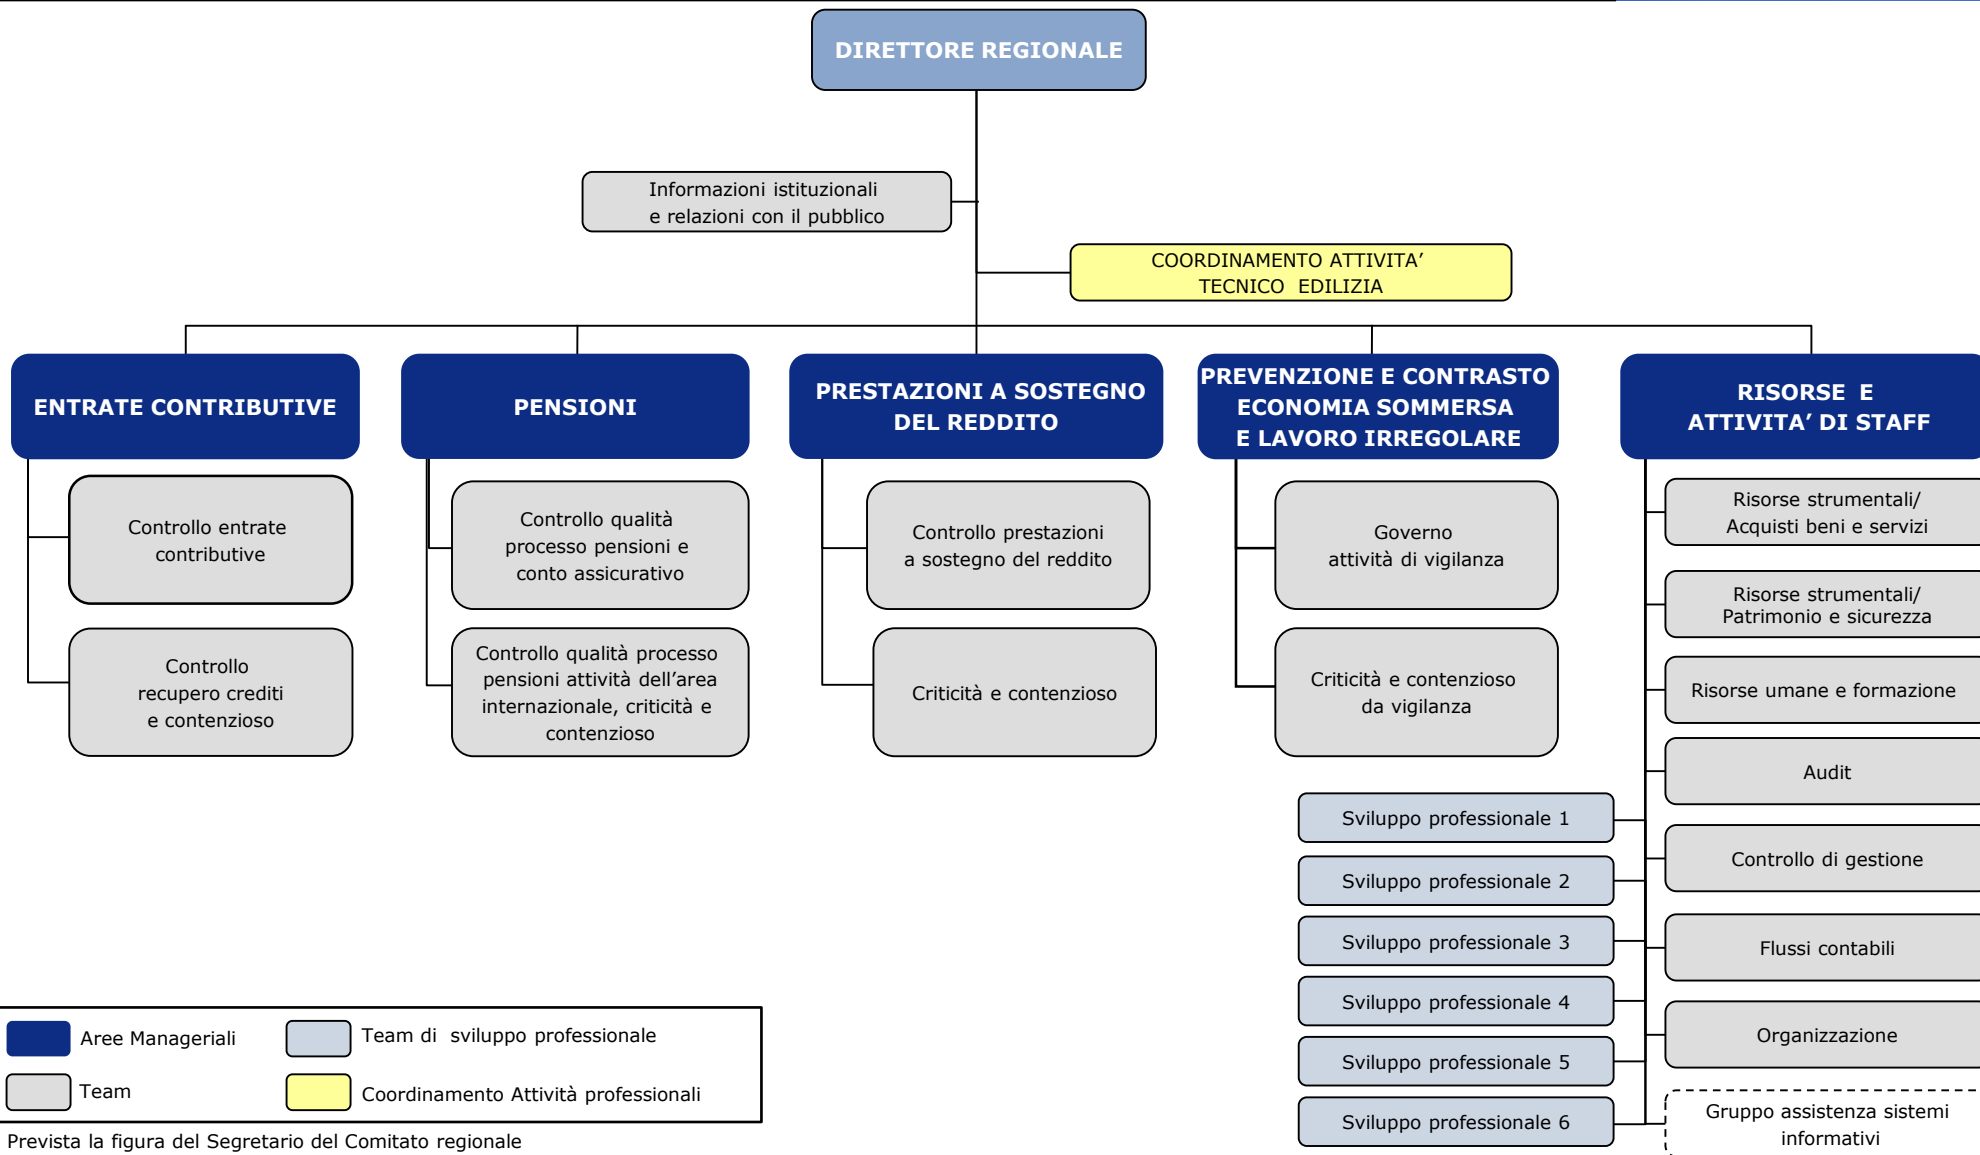 DIRETTORE REGIONALE
Informazioni istituzionali
e relazioni con il pubblico
COORDINAMENTO ATTIVITA’
TECNICO EDILIZIA
ENTRATE CONTRIBUTIVE
PENSIONI
PRESTAZIONI A SOSTEGNO
DEL REDDITO
PREVENZIONE E CONTRASTO
ECONOMIA SOMMERSA
E LAVORO IRREGOLARE
RISORSE E
ATTIVITA’ DI STAFF
Controllo entrate
contributive
Controllo
recupero crediti
e contenzioso
Controllo qualità
processo pensioni e
conto assicurativo
Controllo qualità processo
pensioni attività dell’area
internazionale, criticità e
contenzioso
Controllo prestazioni
a sostegno del reddito
Criticità e contenzioso
Governo
attività di vigilanza
Criticità e contenzioso
da vigilanza
Risorse strumentali/
Acquisti beni e servizi
Risorse strumentali/
Patrimonio e sicurezza
Risorse umane e formazione
Audit
Controllo di gestione
Flussi contabili
Organizzazione
Gruppo assistenza sistemi
informativi
Sviluppo professionale 1
Sviluppo professionale 2
Sviluppo professionale 3
Sviluppo professionale 4
Sviluppo professionale 5
Sviluppo professionale 6
Aree Manageriali
Team di sviluppo professionale
Team
Coordinamento Attività professionali
Prevista la figura del Segretario del Comitato regionale